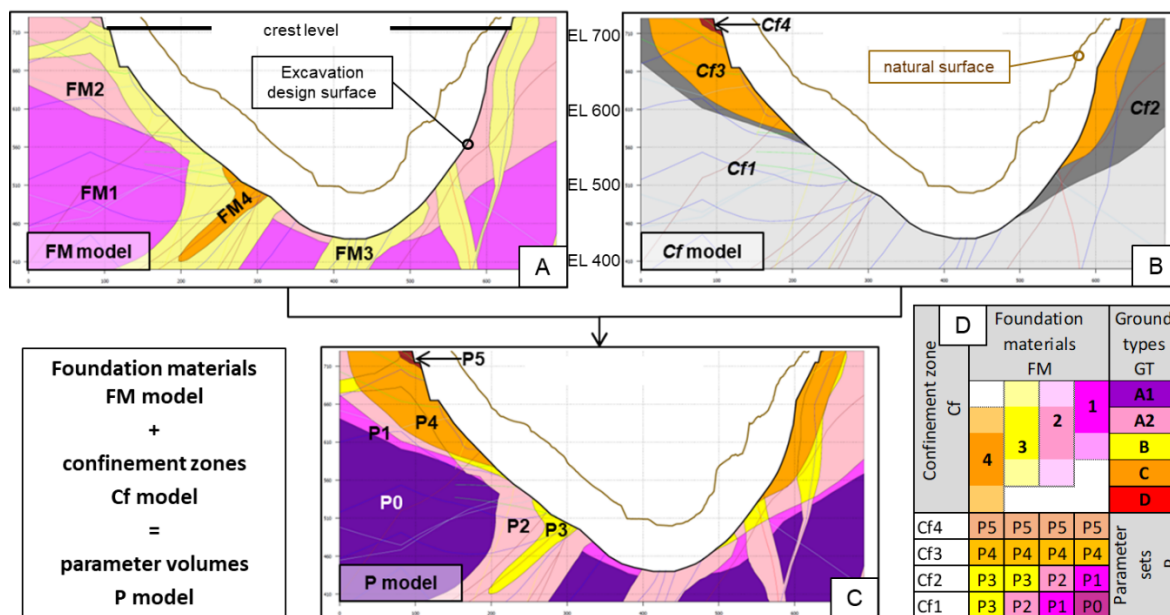 crest level
Excavation
design surface
FM2
FM1
FM4
FM3
FM model
A
EL 700
EL 600
EL 500
EL 400
Cf4
natural surface
Cf3
Cf2
Cf1
Cf model
B
Foundation materials
FM model
+
confinement zones
Cf model
=
parameter volumes
P model
P5
P4
P1
P0
P2
P3
P model
C
D
Confinement zone
Cf
Foundation
materials
FM
Ground
types
GT
4
3
2
1
A1
A2
B
C
D
Cf4 P5 P5 P5 P5
Cf3 P4 P4 P4 P4
Cf2 P3 P3 P2 P1
Cf1 P3 P2 P1 P0
Parameter
sets